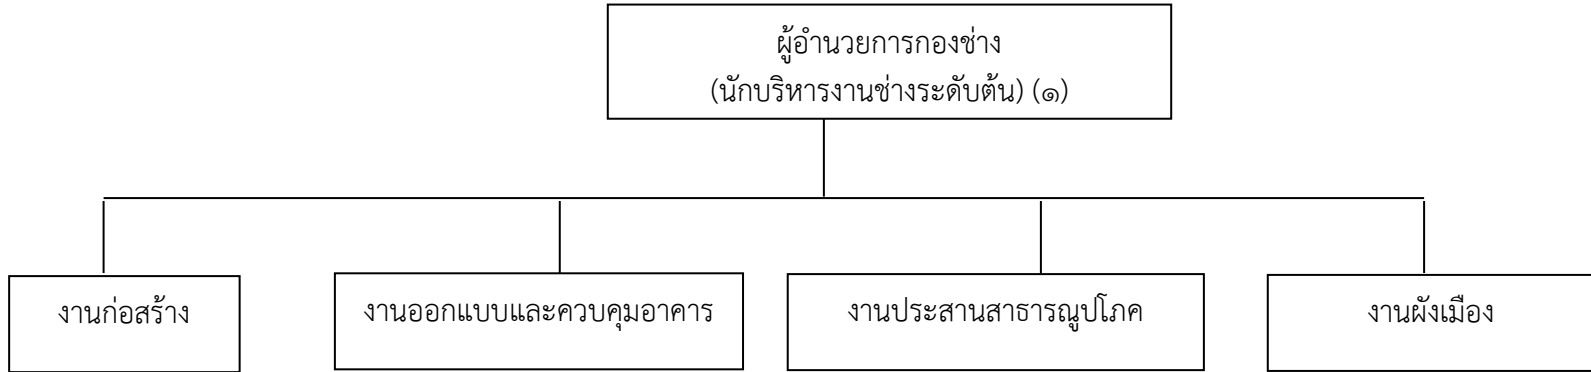 ผู้อำนวยการกองช่าง
(นักบริหารงานช่างระดับต้น) (๑)
งานก่อสร้าง
งานออกแบบและควบคุมอาคาร
งานประสานสาธารณูปโภค
งานผังเมือง